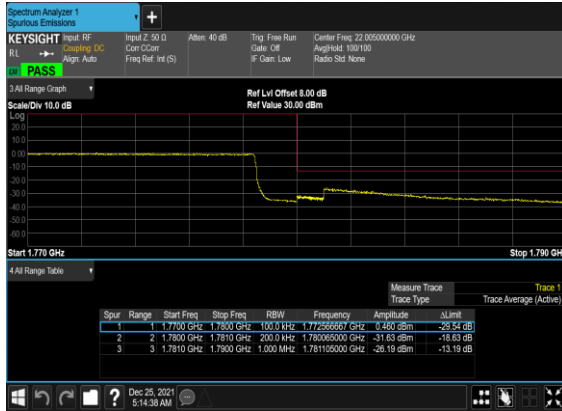 Spectrum Analyzer 1
Spurious Emissions
+
KEYSIGHT Input: RF Input Z: 50 Ω Atten: 40 dB Trig: Free Run Center Freq: 22.005000000 GHz
RL Coupling: DC Corr CCorr Gate: Off Avg|Hold: 100/100
Align: Auto Freq Ref: Int (S) IF Gain: Low Radio Std: None
PASS
3 All Range Graph
Ref Lvl Offset 8.00 dB
Scale/Div 10.0 dB Ref Value 30.00 dBm
Log
20.0
10.0
0.00
-10.0
-20.0
-30.0
-40.0
-50.0
-60.0
Start 1.770 GHz Stop 1.790 GH
4 All Range Table
Measure Trace Trace 1
Trace Type Trace Average (Active)
Spur Range Start Freq Stop Freq RBW Frequency Amplitude ΔLimit
1 1 1.7700 GHz 1.7800 GHz 100.0 kHz 1.772566667 GHz 0.460 dBm -29.54 dB
2 2 1.7800 GHz 1.7810 GHz 200.0 kHz 1.780065000 GHz -31.63 dBm -18.63 dB
3 3 1.7810 GHz 1.7900 GHz 1.000 MHz 1.781105000 GHz -26.19 dBm -13.19 dB
? Dec 25, 2021
5:14:38 AM